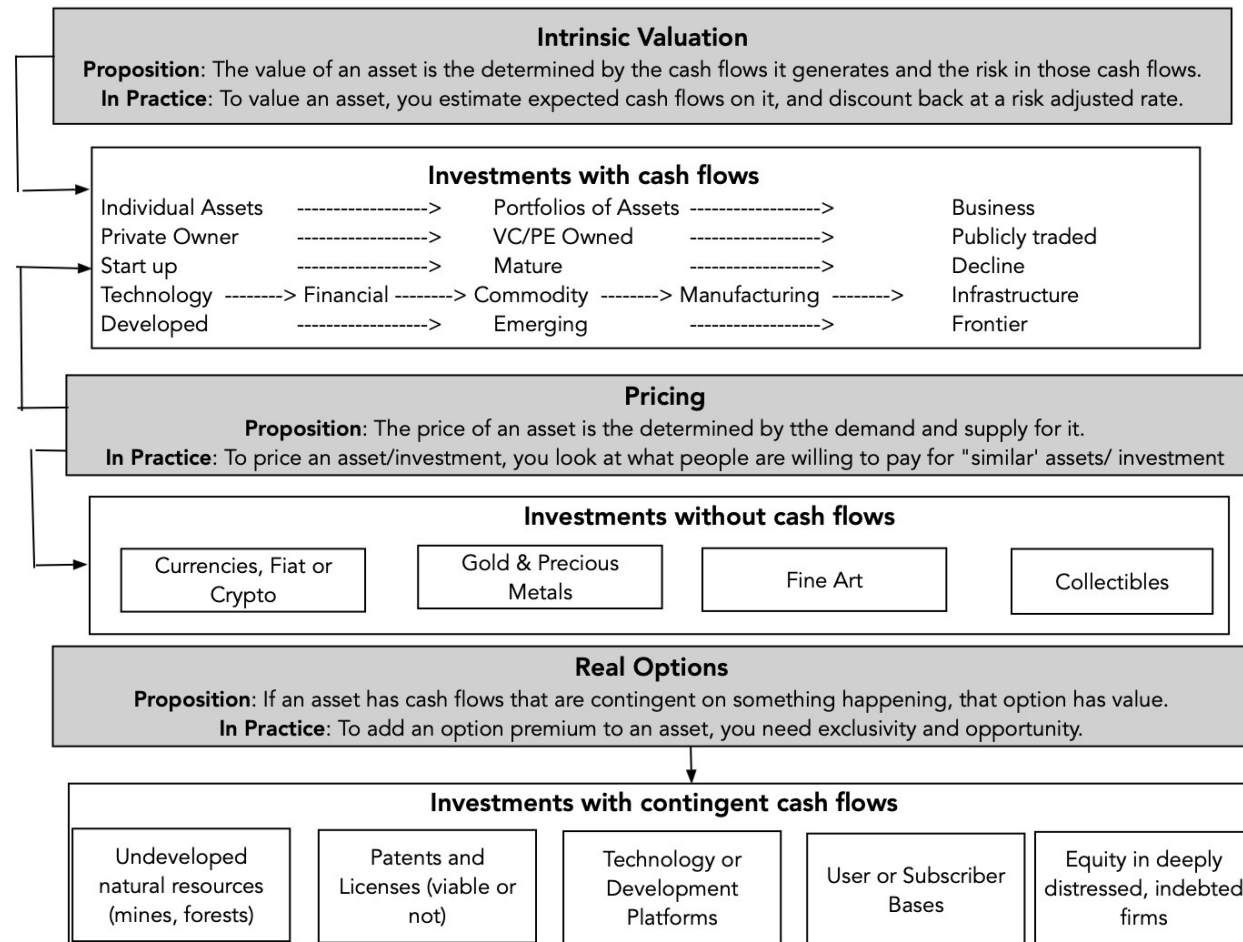 Intrinsic Valuation
Proposition: The value of an asset is the determined by the cash flows it generates and the risk in those cash flows.
In Practice: To value an asset, you estimate expected cash flows on it, and discount back at a risk adjusted rate.
Investments with cash flows
Individual Assets -----------------> Portfolios of Assets -----------------> Business
Private Owner -----------------> VC/PE Owned -----------------> Publicly traded
Start up -----------------> Mature -----------------> Decline
Technology --------> Financial --------> Commodity --------> Manufacturing --------> Infrastructure
Developed -----------------> Emerging -----------------> Frontier
Pricing
Proposition: The price of an asset is the determined by tthe demand and supply for it.
In Practice: To price an asset/investment, you look at what people are willing to pay for "similar' assets/ investment
Investments without cash flows
Currencies, Fiat or
Crypto
Gold & Precious
Metals
Fine Art
Collectibles
Real Options
Proposition: If an asset has cash flows that are contingent on something happening, that option has value.
In Practice: To add an option premium to an asset, you need exclusivity and opportunity.
Investments with contingent cash flows
Undeveloped
natural resources
(mines, forests)
Patents and
Licenses (viable or
not)
Technology or
Development
Platforms
User or Subscriber
Bases
Equity in deeply
distressed, indebted
firms